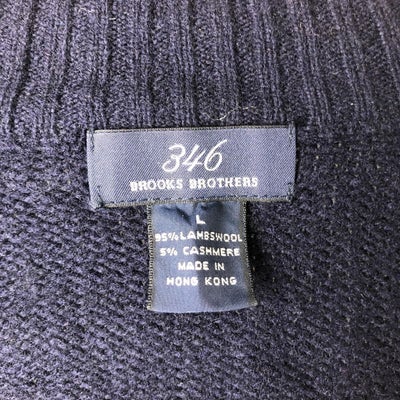 346
BROOKS BROTHERS
L
95% LAMBSWOOL
5% CASHMERE
MADE IN
HONG KONG